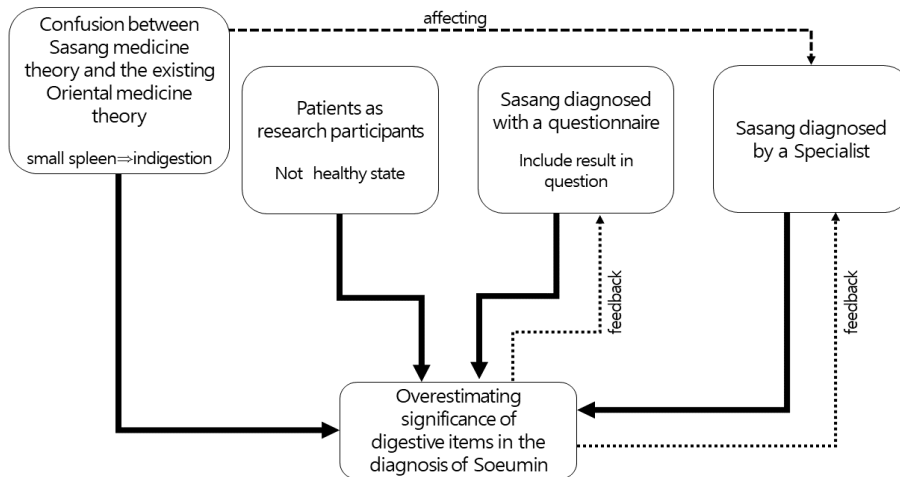 affecting
Confusion between
Sasang medicine
theory and the existing
Oriental medicine
theory
small spleen⇒indigestion
Patients as
research participants
Not healthy state
Sasang diagnosed
with a questionnaire
Include result in
question
Sasang diagnosed
by a Specialist
feedback
feedback
Overestimating
significance of
digestive items in the
diagnosis of Soeumin